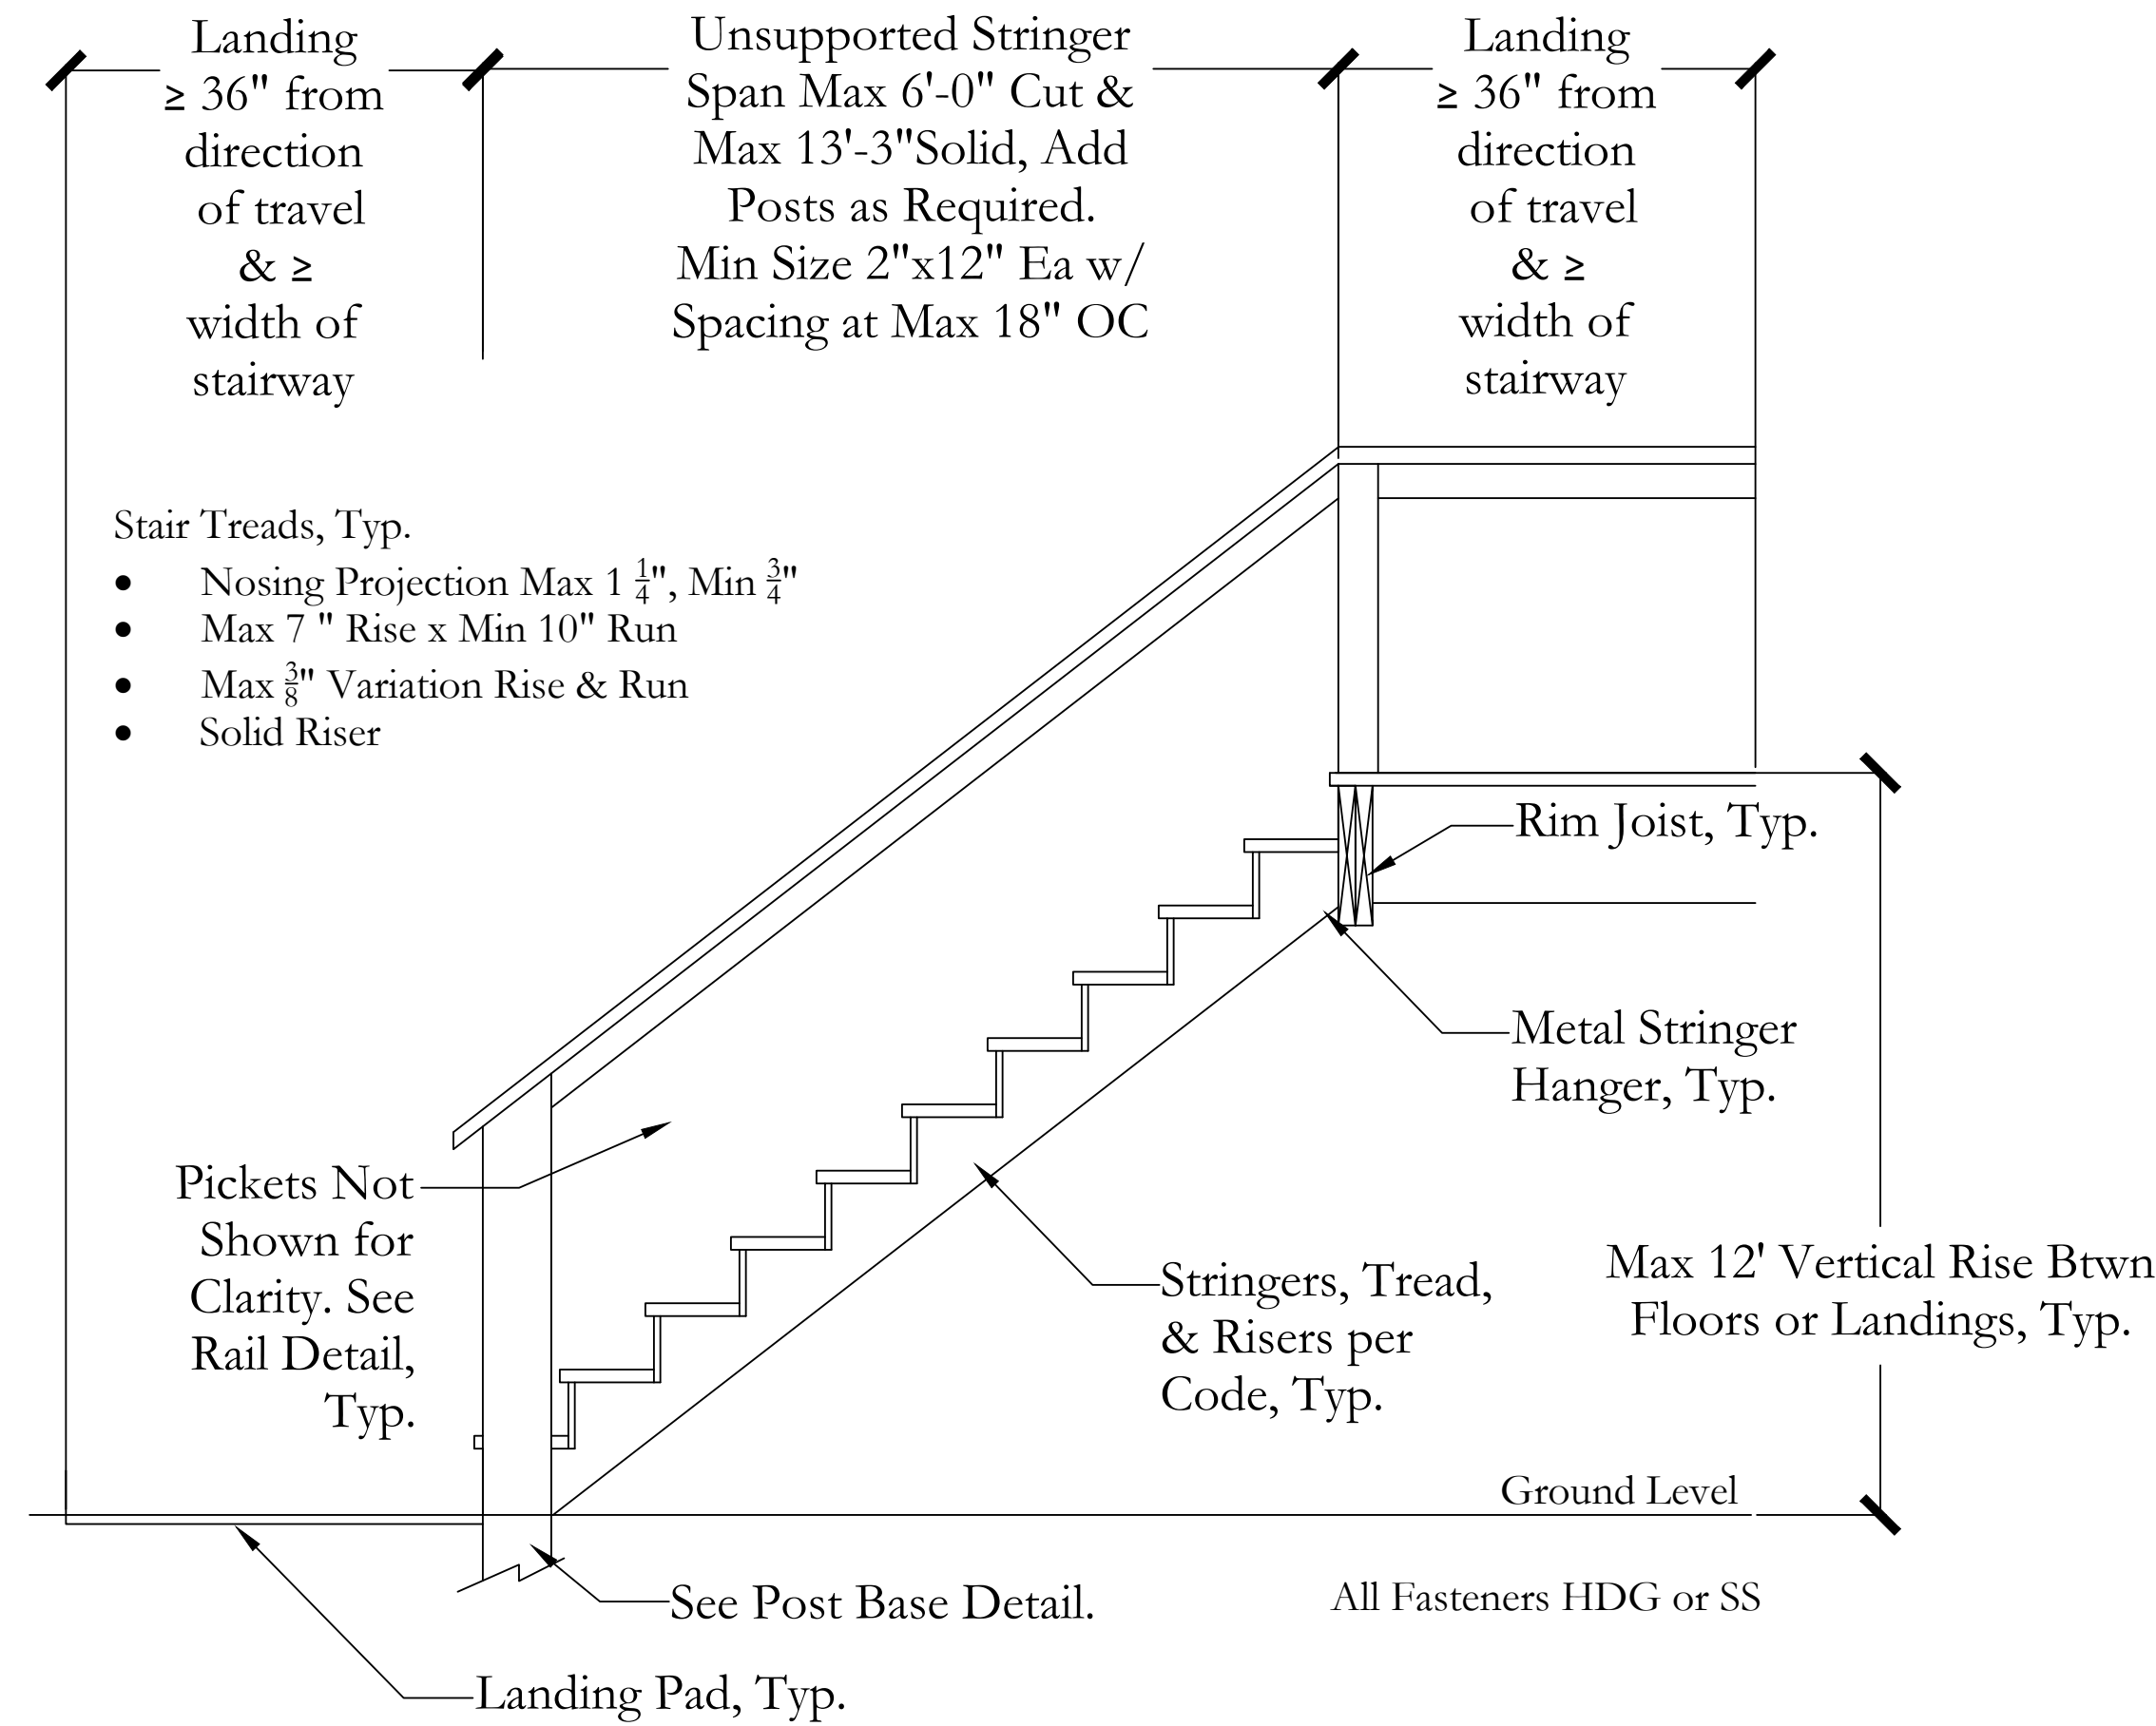 Landing
≥ 36" from
direction
of travel
& ≥
width of
stairway
Unsupported Stringer
Span Max 6'-0" Cut &
Max 13'-3"Solid, Add
Posts as Required.
Min Size 2"x12" Ea w/
Spacing at Max 18" OC
Landing
≥ 36" from
direction
of travel
& ≥
width of
stairway
Stair Treads, Typ.
• Nosing Projection Max 1 1/4", Min 3/4"
• Max 7 " Rise x Min 10" Run
• Max 3/8" Variation Rise & Run
• Solid Riser
Rim Joist, Typ.
Metal Stringer
Hanger, Typ.
Pickets Not
Shown for
Clarity. See
Rail Detail,
Typ.
Stringers, Tread,
& Risers per
Code, Typ.
Max 12' Vertical Rise Btwn
Floors or Landings, Typ.
Ground Level
See Post Base Detail.
All Fasteners HDG or SS
Landing Pad, Typ.